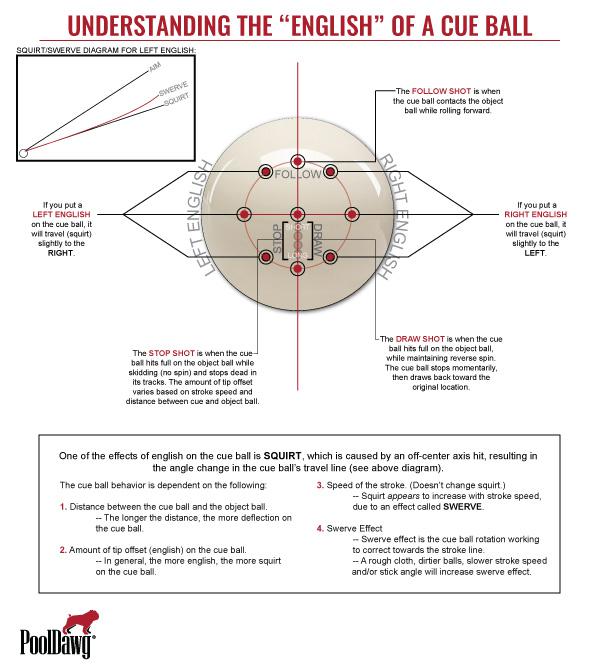 UNDERSTANDING THE “ENGLISH” OF A CUE BALL
SQUIRT/SWERVE DIAGRAM FOR LEFT ENGLISH:
AIM
SWERVE
SQUIRT
The FOLLOW SHOT is when
the cue ball contacts the object
ball while rolling forward.
FOLLOW
LEFT ENGLISH
RIGHT ENGLISH
If you put a
LEFT ENGLISH
on the cue ball, it
will travel (squirt)
slightly to the
RIGHT.
If you put a
RIGHT ENGLISH
on the cue ball, it
will travel (squirt)
slightly to the
LEFT.
STOP
SHORT
LONG
DRAW
The STOP SHOT is when the cue
ball hits full on the object ball while
skidding (no spin) and stops dead in
its tracks. The amount of tip offset
varies based on stroke speed and
distance between cue and object ball.
The DRAW SHOT is when the cue
ball hits full on the object ball,
while maintaining reverse spin.
The cue ball stops momentarily,
then draws back toward the
original location.
One of the effects of english on the cue ball is SQUIRT, which is caused by an off-center axis hit, resulting in
the angle change in the cue ball's travel line (see above diagram).
The cue ball behavior is dependent on the following:
1. Distance between the cue ball and the object ball.
-- The longer the distance, the more deflection on
the cue ball.
2. Amount of tip offset (english) on the cue ball.
-- In general, the more english, the more squirt
on the cue ball.
3. Speed of the stroke. (Doesn't change squirt.)
-- Squirt appears to increase with stroke speed,
due to an effect called SWERVE.
4. Swerve Effect
-- Swerve effect is the cue ball rotation working
to correct towards the stroke line.
-- A rough cloth, dirtier balls, slower stroke speed
and/or stick angle will increase swerve effect.
PoolDawg